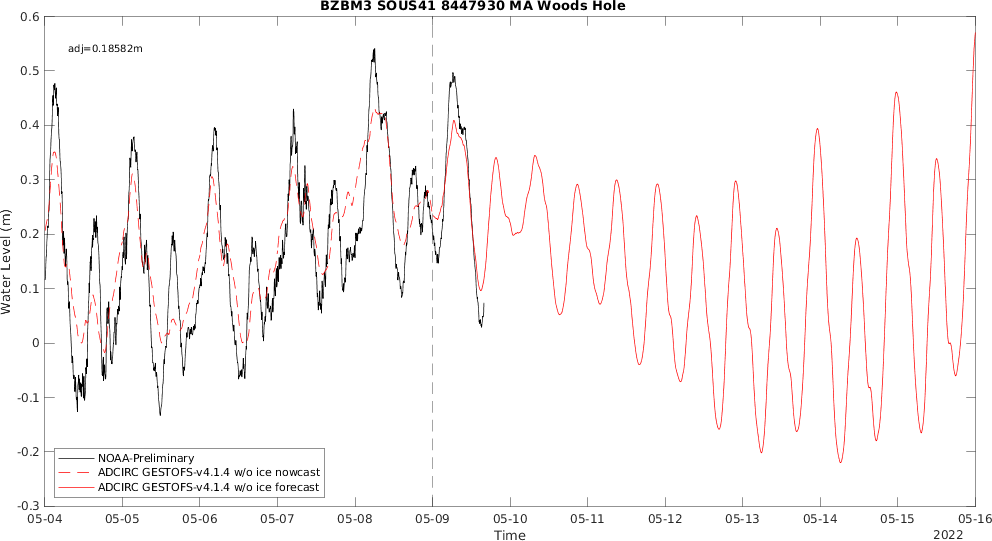 BZBM3 SOUS41 8447930 MA Woods Hole
adj=0.18582m
0.6
0.5
0.4
0.3
0.2
0.1
0
-0.1
-0.2
-0.3
Water Level (m)
NOAA-Preliminary
ADCIRC GESTOFS-v4.1.4 w/o ice nowcast
ADCIRC GESTOFS-v4.1.4 w/o ice forecast
05-04 05-05 05-06 05-07 05-08 05-09 05-10 05-11 05-12 05-13 05-14 05-15 05-16
Time
2022